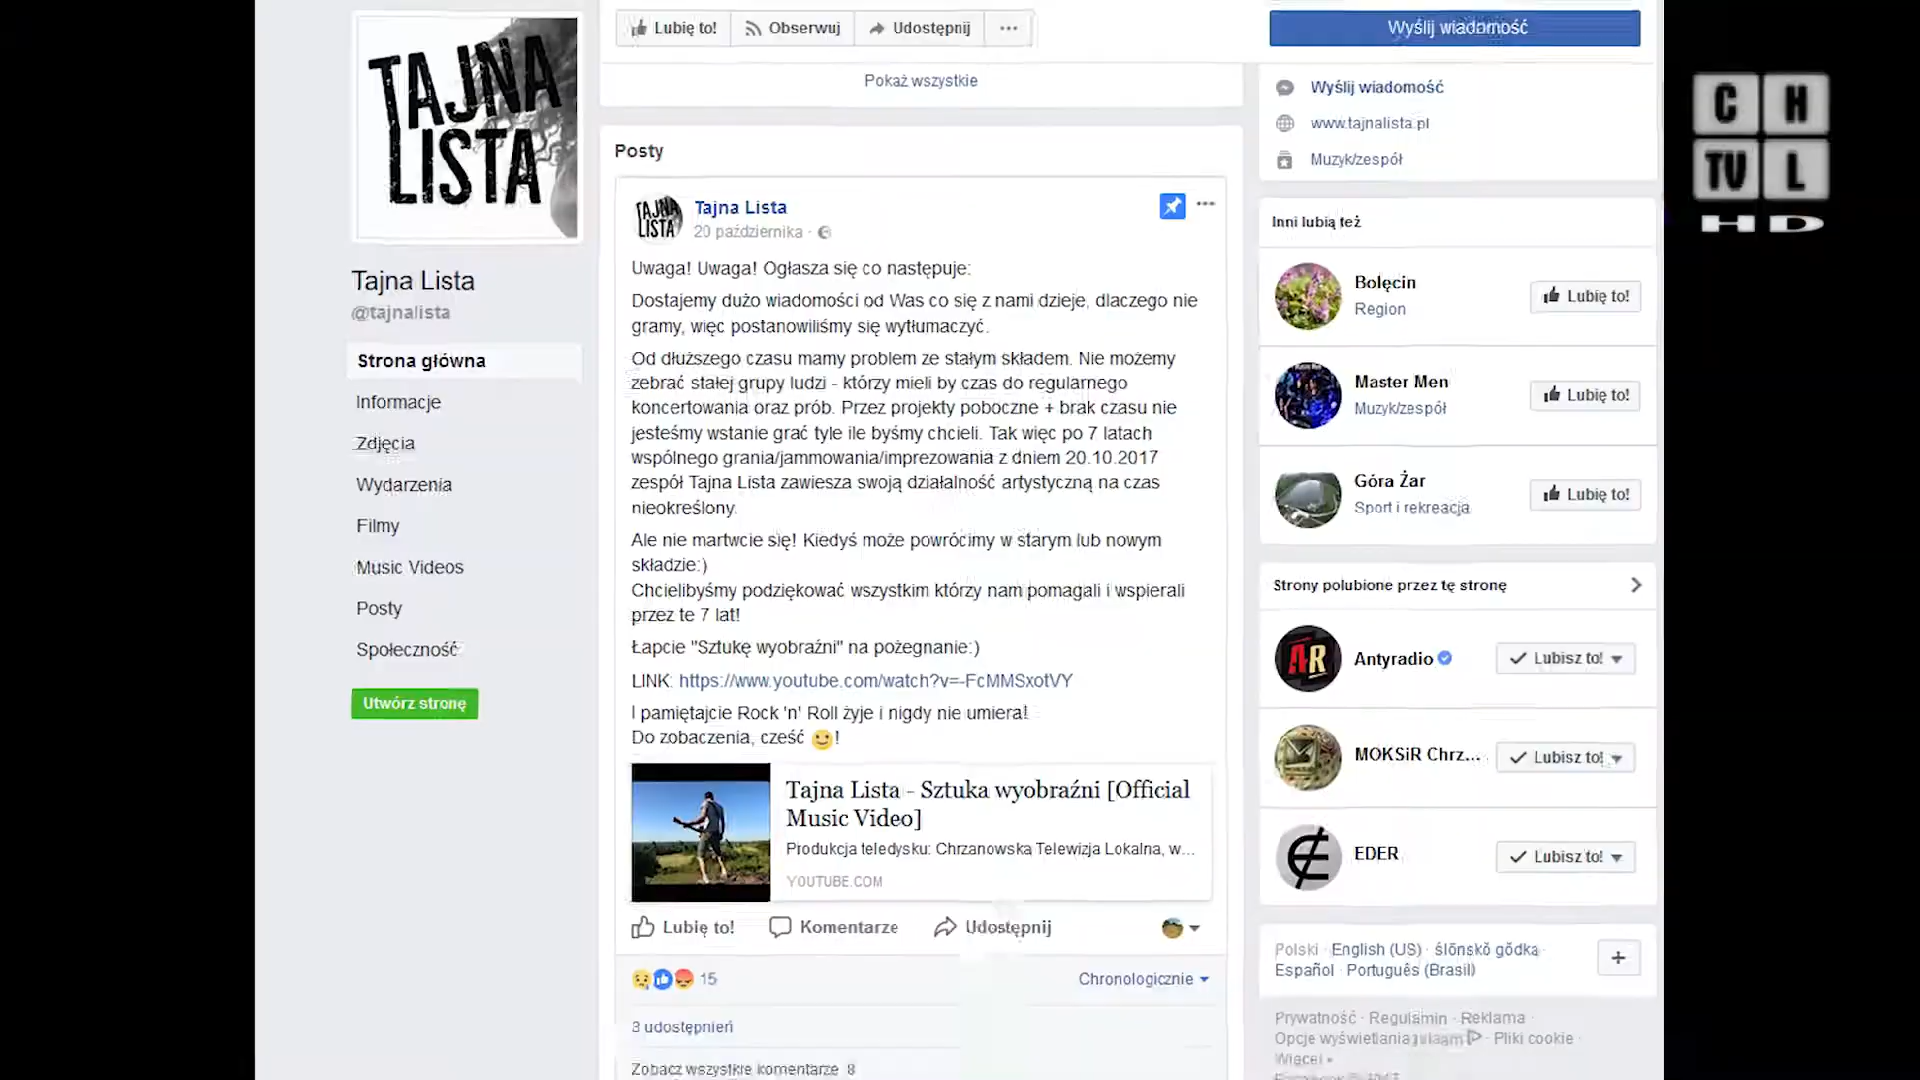 TAJNA
LISTA
Tajna Lista
@tajnalista
Strona główna
Informacje
Zdjęcia
Wydarzenia
Filmy
Music Videos
Posty
Społeczność
Utwórz stronę
Lubię to!
Obserwuj
Udostępnij
Pokaż wszystkie
Posty
TAJNA
LISTA
Tajna Lista
20 października ·
Uwaga! Uwaga! Ogłasza się co następuje:
Dostajemy dużo wiadomości od Was co się z nami dzieje, dlaczego nie
gramy, więc postanowiliśmy się wytłumaczyć.
Od dłuższego czasu mamy problem ze stałym składem. Nie możemy
zebrać stałej grupy ludzi - którzy mieli by czas do regularnego
koncertowania oraz prób. Przez projekty poboczne + brak czasu nie
jesteśmy wstanie grać tyle ile byśmy chcieli. Tak więc po 7 latach
wspólnego grania/jammowania/imprezowania z dniem 20.10.2017
zespół Tajna Lista zawiesza swoją działalność artystyczną na czas
nieokreślony.
Ale nie martwcie się! Kiedyś może powrócimy w starym lub nowym
składzie:)
Chcielibyśmy podziękować wszystkim którzy nam pomagali i wspierali
przez te 7 lat!
Łapcie "Sztukę wyobraźni" na pożegnanie:)
LINK: https://www.youtube.com/watch?v=-FcMMSxotVY
I pamiętajcie Rock 'n' Roll żyje i nigdy nie umiera!
Do zobaczenia, cześć 🙂!
Tajna Lista - Sztuka wyobraźni [Official
Music Video]
Produkcja teledysku: Chrzanowska Telewizja Lokalna, w...
YOUTUBE.COM
Lubię to!
Komentarze
Udostępnij
15
Chronologicznie
3 udostępnień
Zobacz wszystkie komentarze 8
Wyślij wiadomość
Wyślij wiadomość
www.tajnalista.pl
Muzyk/zespół
Inni lubią też
Bolęcin
Region
Lubię to!
Master Men
Muzyk/zespół
Lubię to!
Góra Żar
Sport i rekreacja
Lubię to!
Strony polubione przez tę stronę
AR
Antyradio
Lubisz to!
MOKSiR Chrz...
Lubisz to!
EDER
Lubisz to!
Polski · English (US) · ślōnskŏ gŏdka ·
Español · Português (Brasil)
+
Prywatność · Regulamin · Reklama ·
Opcje wyświetlania · Pliki cookie ·
Więcej
C H
TV L
HD